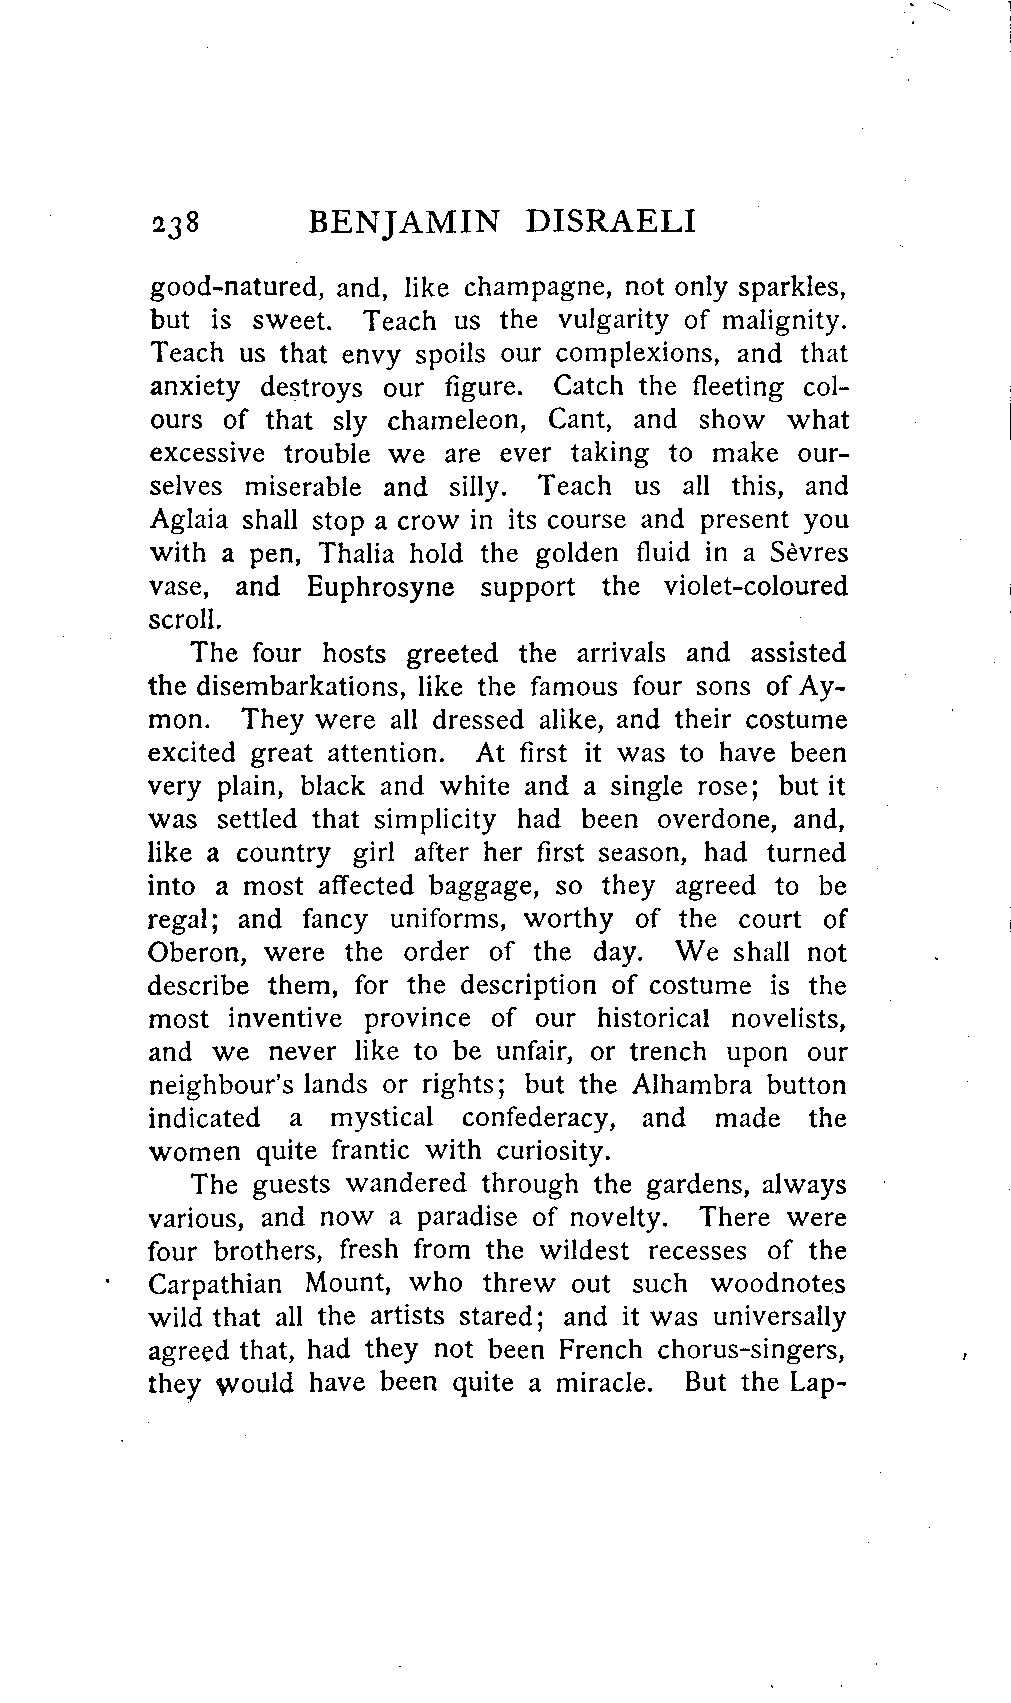 238 BENJAMIN DISRAELI
good-natured, and, like champagne, not only sparkles,
but is sweet. Teach us the vulgarity of malignity.
Teach us that envy spoils our complexions, and that
anxiety destroys our figure. Catch the fleeting col-
ours of that sly chameleon, Cant, and show what
excessive trouble we are ever taking to make our-
selves miserable and silly. Teach us all this, and
Aglaia shall stop a crow in its course and present you
with a pen, Thalia hold the golden fluid in a Sèvres
vase, and Euphrosyne support the violet-coloured
scroll.
The four hosts greeted the arrivals and assisted
the disembarkations, like the famous four sons of Ay-
mon. They were all dressed alike, and their costume
excited great attention. At first it was to have been
very plain, black and white and a single rose; but it
was settled that simplicity had been overdone, and,
like a country girl after her first season, had turned
into a most affected baggage, so they agreed to be
regal; and fancy uniforms, worthy of the court of
Oberon, were the order of the day. We shall not
describe them, for the description of costume is the
most inventive province of our historical novelists,
and we never like to be unfair, or trench upon our
neighbour's lands or rights; but the Alhambra button
indicated a mystical confederacy, and made the
women quite frantic with curiosity.
The guests wandered through the gardens, always
various, and now a paradise of novelty. There were
four brothers, fresh from the wildest recesses of the
Carpathian Mount, who threw out such woodnotes
wild that all the artists stared; and it was universally
agreed that, had they not been French chorus-singers,
they would have been quite a miracle. But the Lap-